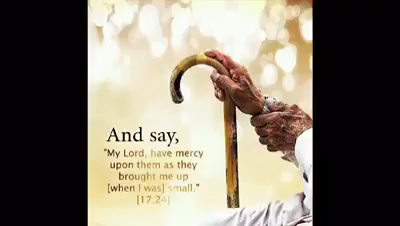 And say,
"My Lord, have mercy
upon them as they
brought me up
[when I was] small."
[17:24]